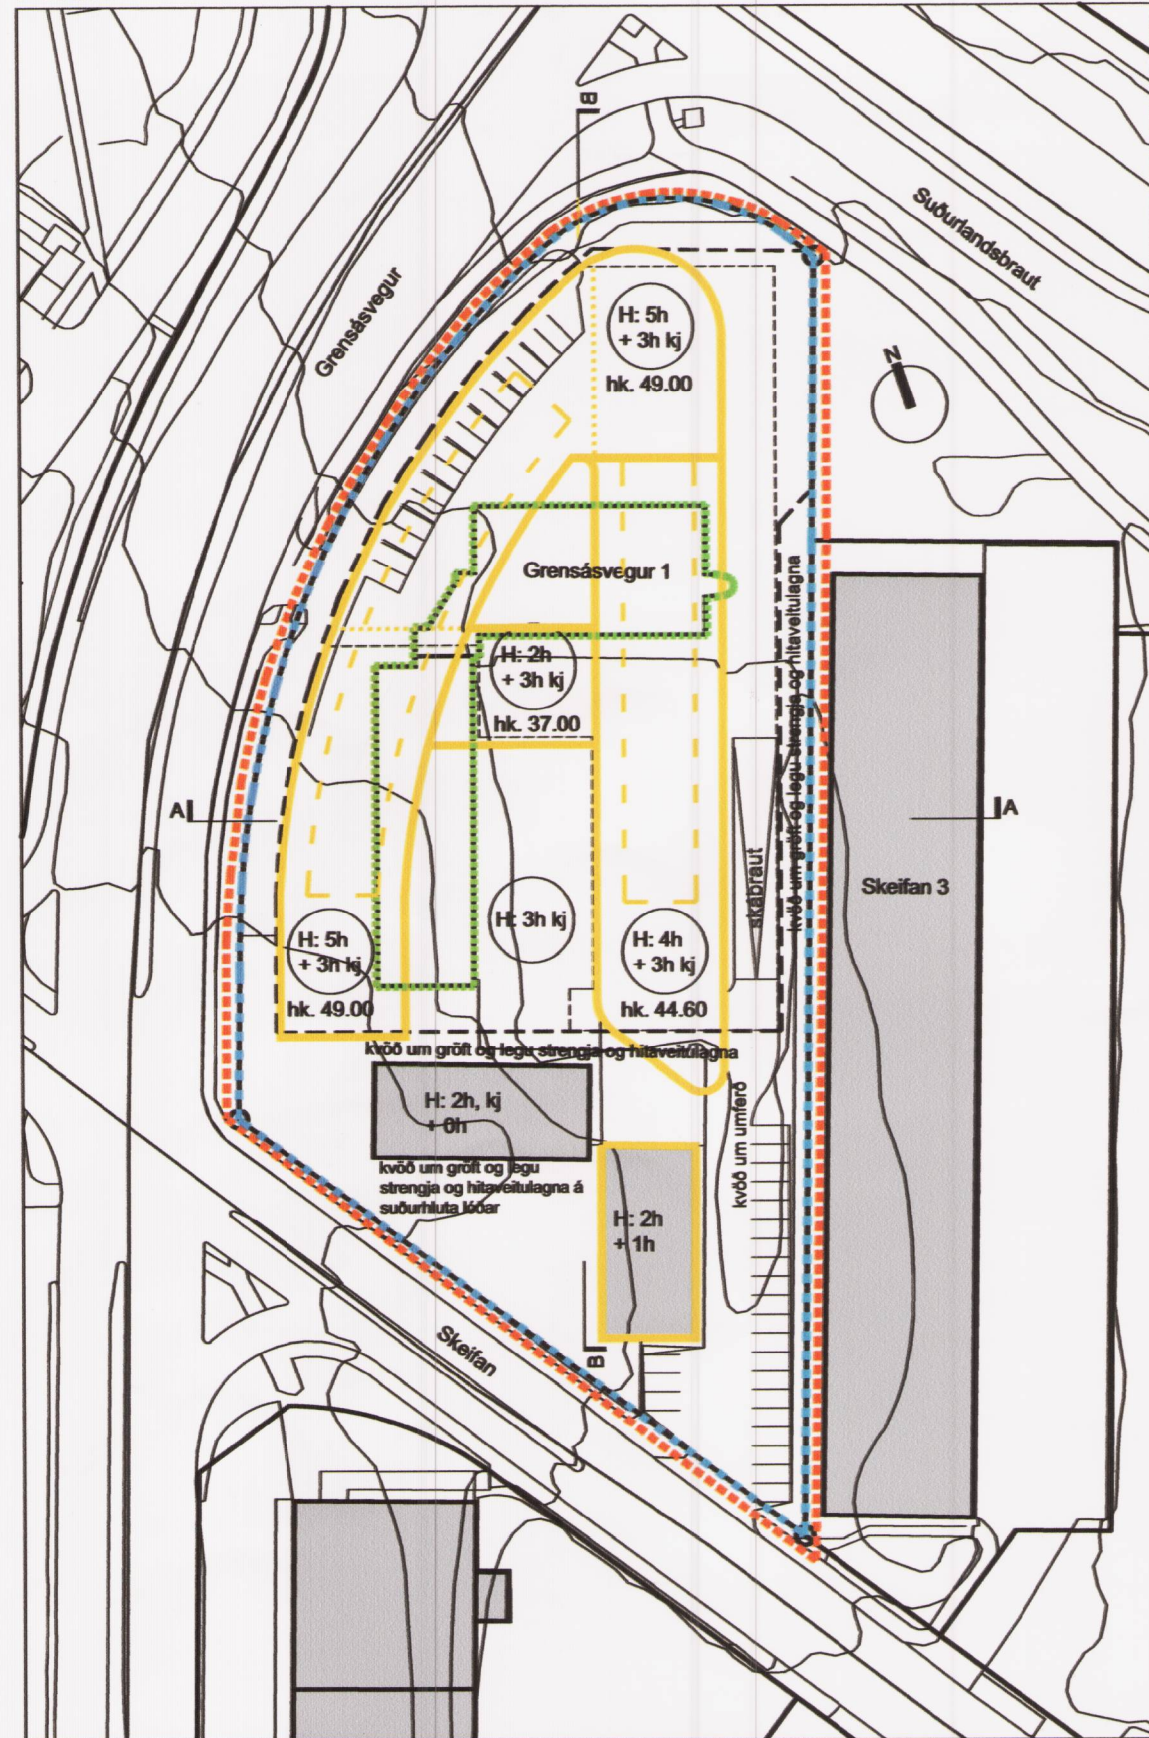 B
Suðurlandsbraut
Grensásvegur
N
H: 5h
+ 3h kj
hk. 49.00
Grensásvegur 1
H: 2h
+ 3h kj
hk. 37.00
kvöð um gröft og legu strengja og hitaveitulagna
A
A
skábraut
Skeifan 3
H: 5h
+ 3h kj
hk. 49.00
H: 3h kj
H: 4h
+ 3h kj
hk. 44.60
kvöð um gröft og legu strengja og hitaveitulagna
H: 2h, kj
+ 0h
kvöð um umferð
kvöð um gröft og legu
strengja og hitaveitulagna á
suðurhluta lóðar
H: 2h
+ 1h
B
Skeifan